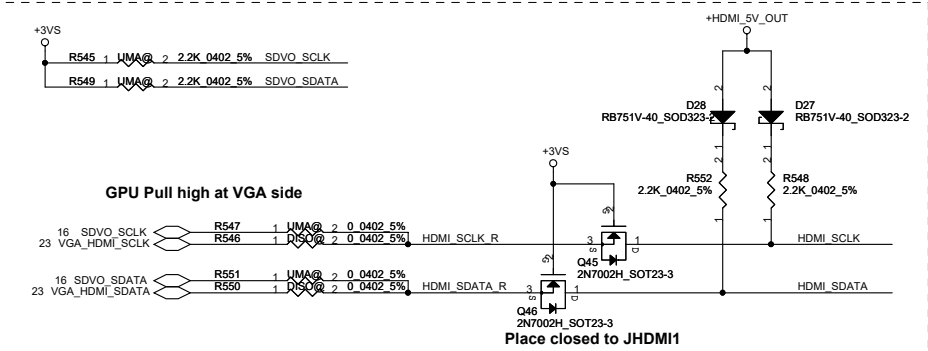 +HDMI_5V_OUT
+3VS
R545 1 UMA@ 2 2.2K_0402_5% SDVO_SCLK
R549 1 UMA@ 2 2.2K_0402_5% SDVO_SDATA
2 2
D28 D27
RB751V-40_SOD323-2 RB751V-40_SOD323-2
1 1
+3VS
2 2
R552 R548
2.2K_0402_5% 2.2K_0402_5%
1 1
GPU Pull high at VGA side
2
G
16 SDVO_SCLK R547 1 UMA@ 2 0_0402_5%
23 VGA_HDMI_SCLK R546 1 DISO@ 2 0_0402_5% HDMI_SCLK_R 3 S 1 D HDMI_SCLK
Q45
2N7002H_SOT23-3
2
G
16 SDVO_SDATA R551 1 UMA@ 2 0_0402_5%
23 VGA_HDMI_SDATA R550 1 DISO@ 2 0_0402_5% HDMI_SDATA_R 3 S 1 D HDMI_SDATA
Q46
2N7002H_SOT23-3
Place closed to JHDMI1